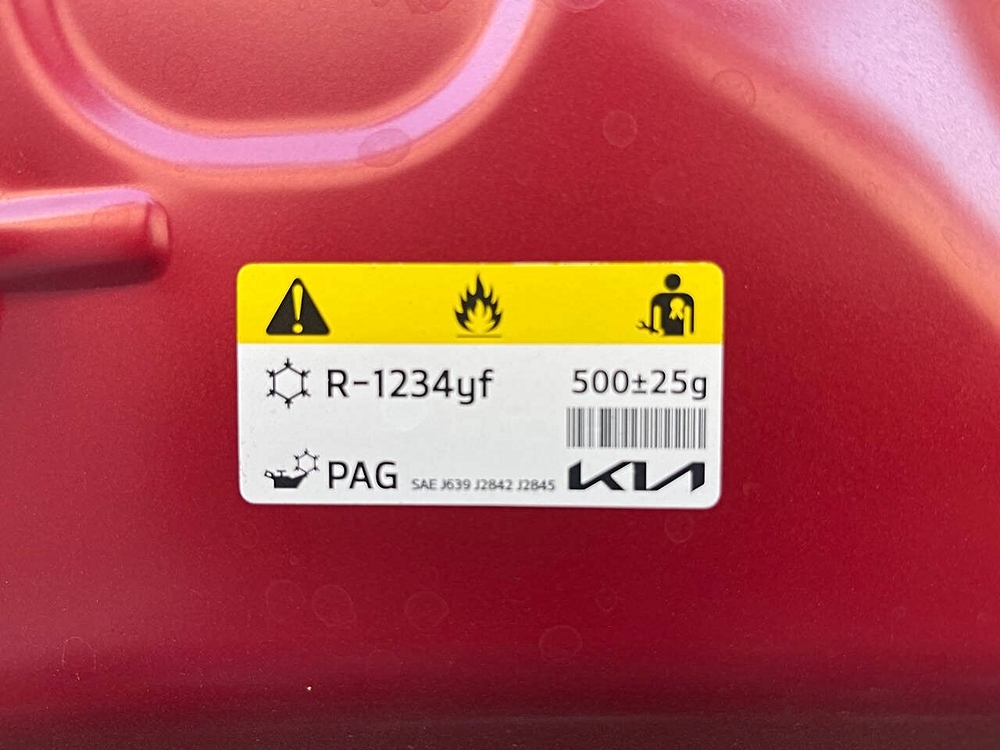 R-1234yf 500±25g
PAG SAE J639 J2842 J2845 KIA